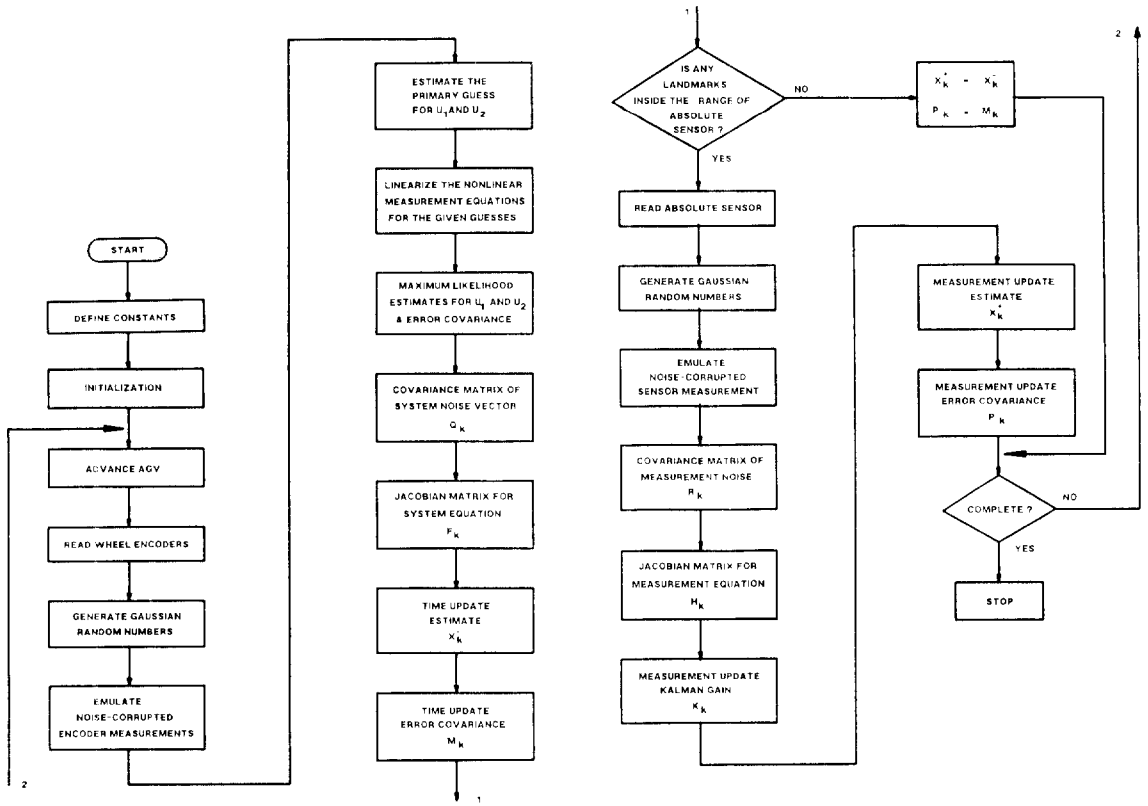 START
DEFINE CONSTANTS
INITIALIZATION
ADVANCE AGV
READ WHEEL ENCODERS
GENERATE GAUSSIAN
RANDOM NUMBERS
EMULATE
NOISE-CORRUPTED
ENCODER MEASUREMENTS
2
ESTIMATE THE
PRIMARY GUESS
FOR U1 AND U2
LINEARIZE THE NONLINEAR
MEASUREMENT EQUATIONS
FOR THE GIVEN GUESSES
MAXIMUM LIKELIHOOD
ESTIMATES FOR U1 AND U2
& ERROR COVARIANCE
COVARIANCE MATRIX OF
SYSTEM NOISE VECTOR
Qk
JACOBIAN MATRIX FOR
SYSTEM EQUATION
Fk
TIME UPDATE
ESTIMATE
X-k
TIME UPDATE
ERROR COVARIANCE
Mk
1
1
IS ANY
LANDMARKS
INSIDE THE RANGE OF
ABSOLUTE
SENSOR ?
NO
YES
READ ABSOLUTE SENSOR
GENERATE GAUSSIAN
RANDOM NUMBERS
EMULATE
NOISE-CORRUPTED
SENSOR MEASUREMENT
COVARIANCE MATRIX OF
MEASUREMENT NOISE
Rk
JACOBIAN MATRIX FOR
MEASUREMENT EQUATION
Hk
MEASUREMENT UPDATE
KALMAN GAIN
Kk
2
X+k = X-k
Pk = Mk
MEASUREMENT UPDATE
ESTIMATE
X+k
MEASUREMENT UPDATE
ERROR COVARIANCE
Pk
COMPLETE ?
NO
YES
STOP